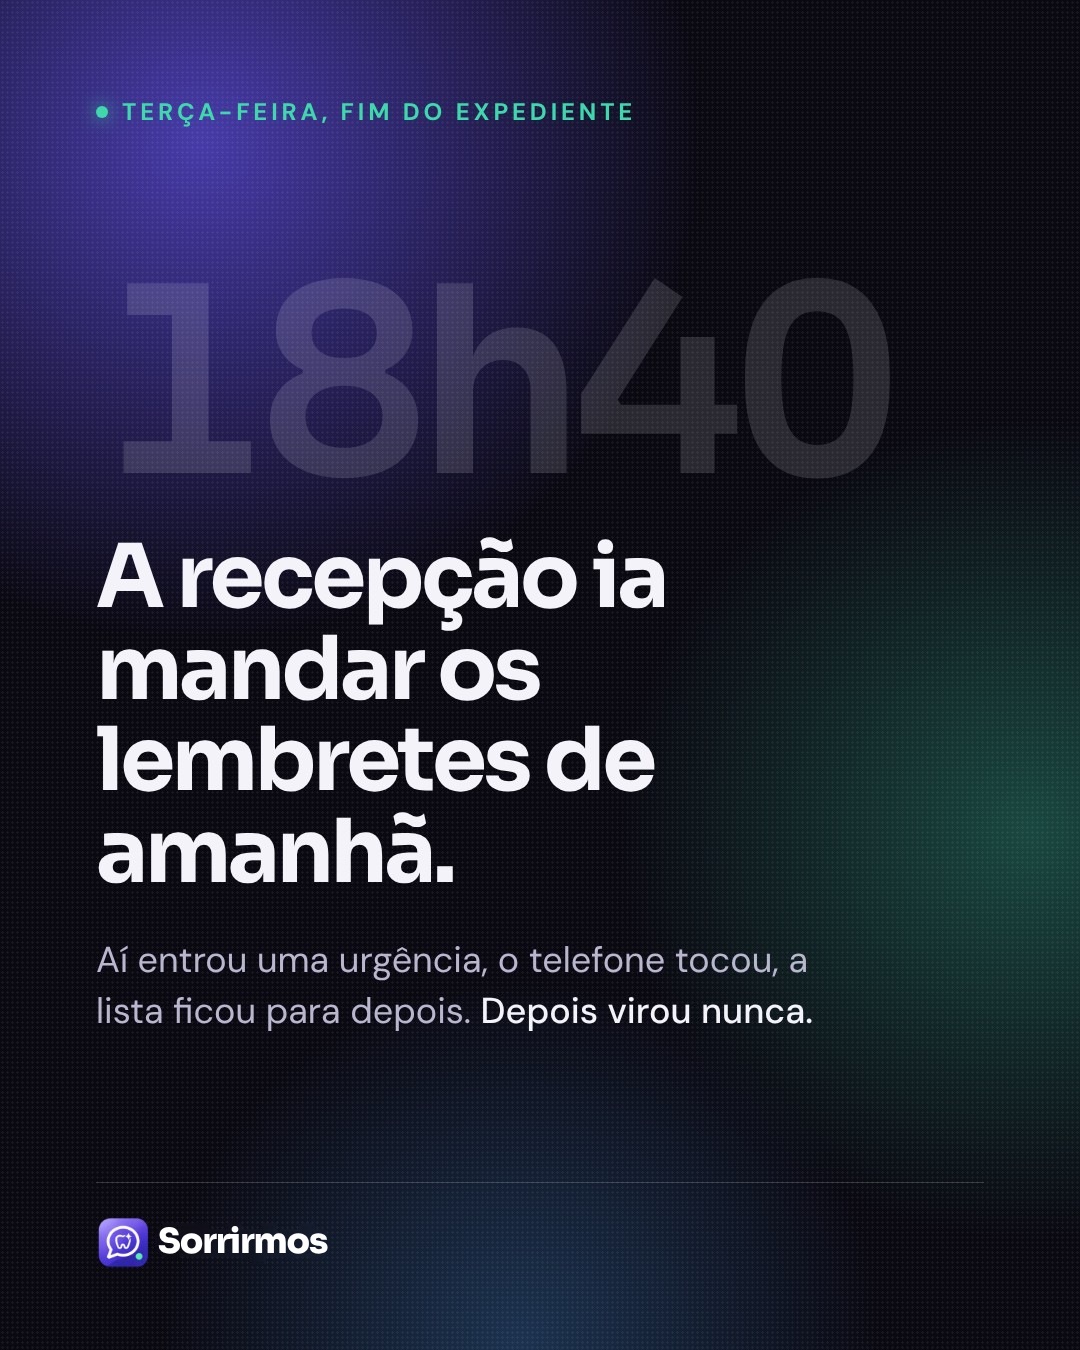 TERÇA-FEIRA, FIM DO EXPEDIENTE
18h40
A recepção ia
mandar os
lembretes de
amanhã.
Aí entrou uma urgência, o telefone tocou, a
lista ficou para depois. Depois virou nunca.
Sorrirmos